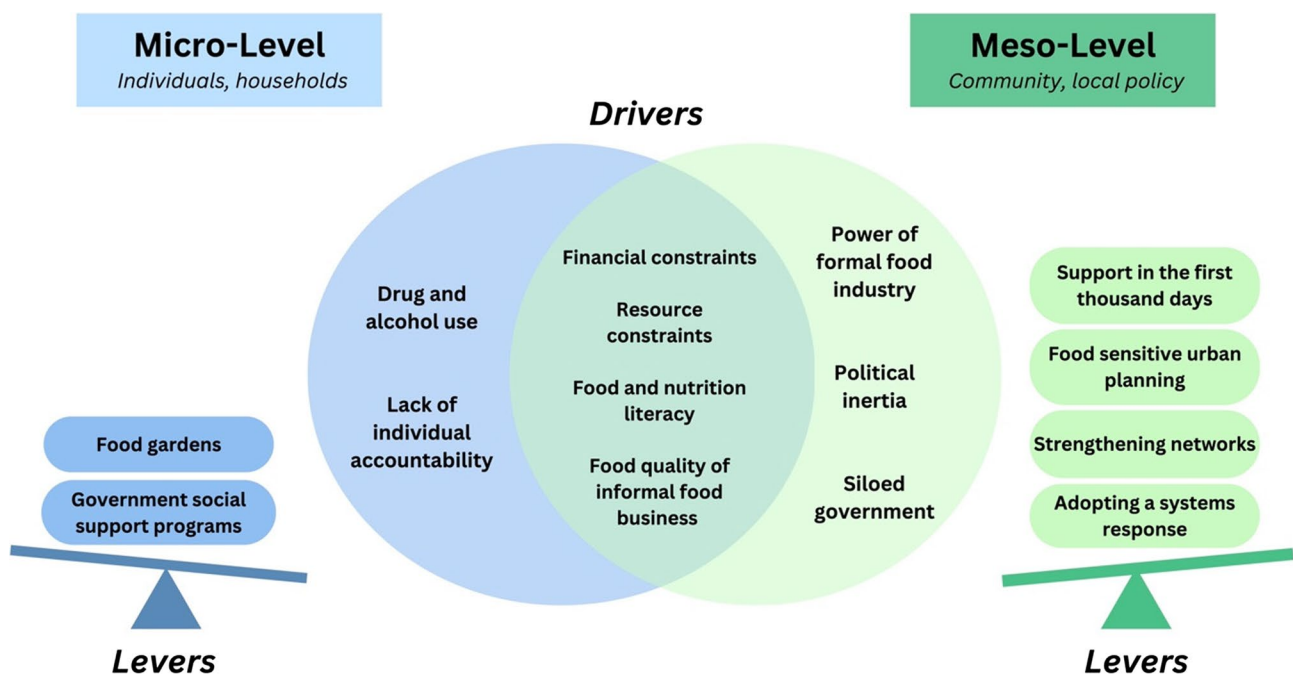 Micro-Level
Individuals, households
Meso-Level
Community, local policy
Drivers
Drug and
alcohol use
Lack of
individual
accountability
Financial constraints
Resource
constraints
Food and nutrition
literacy
Food quality of
informal food
business
Power of
formal food
industry
Political
inertia
Siloed
government
Food gardens
Government social
support programs
Levers
Support in the first
thousand days
Food sensitive urban
planning
Strengthening networks
Adopting a systems
response
Levers